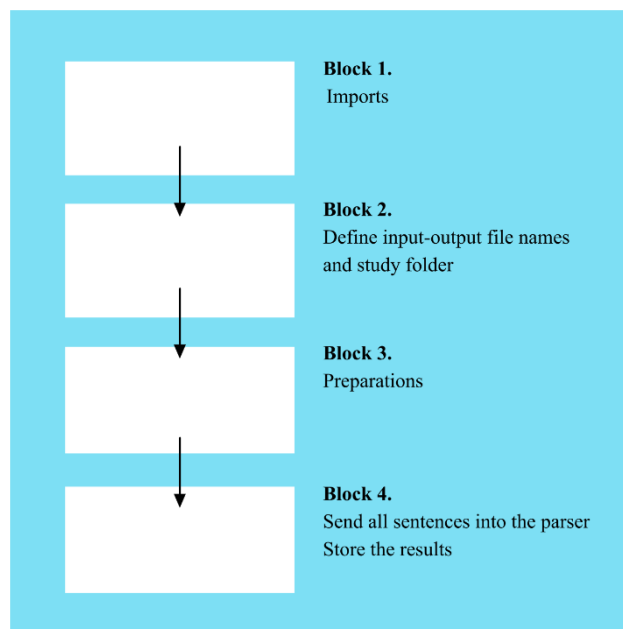 Block 1.
Imports
Block 2.
Define input-output file names
and study folder
Block 3.
Preparations
Block 4.
Send all sentences into the parser
Store the results